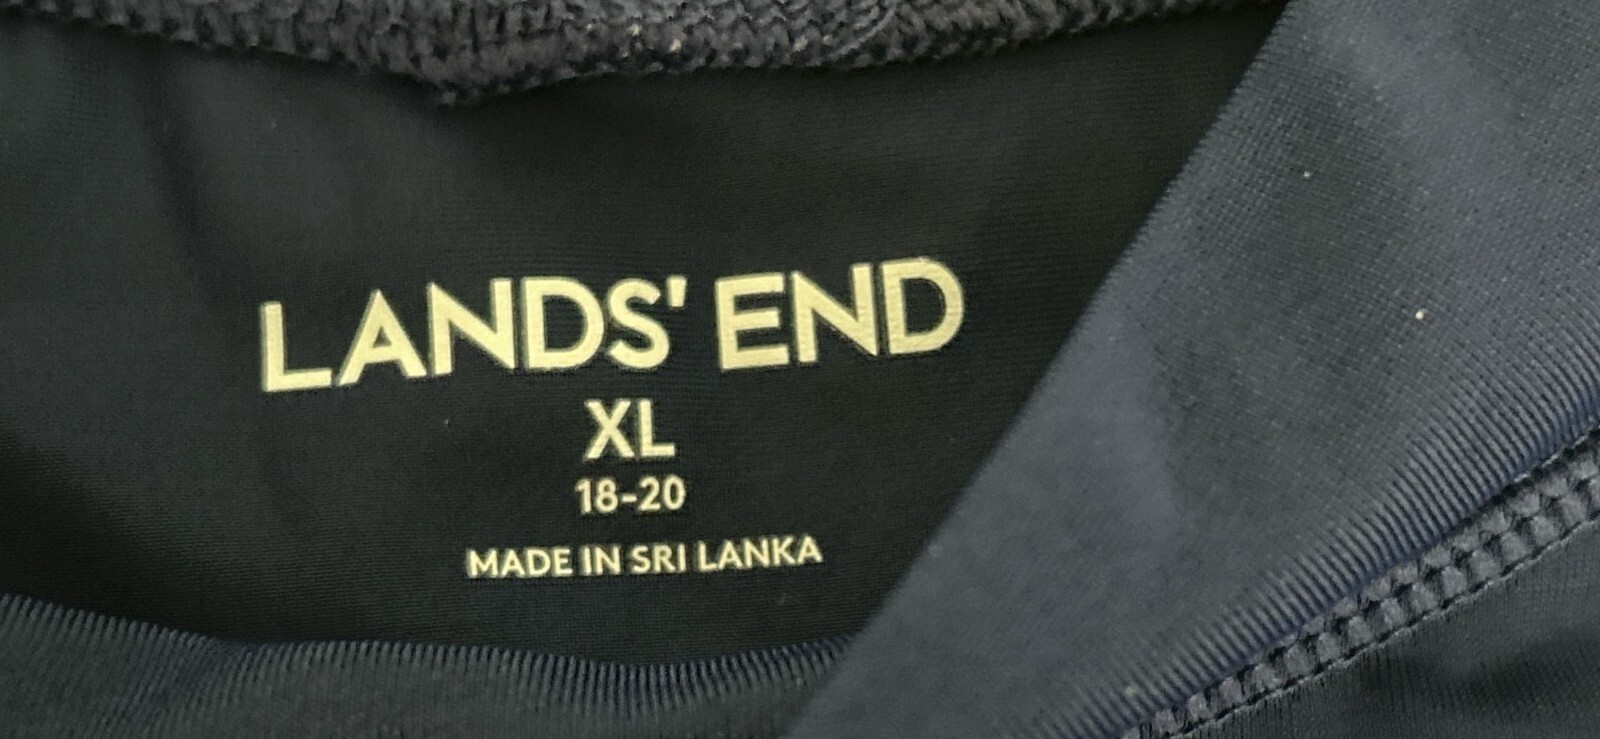 LANDS' END
XL
18-20
MADE IN SRI LANKA